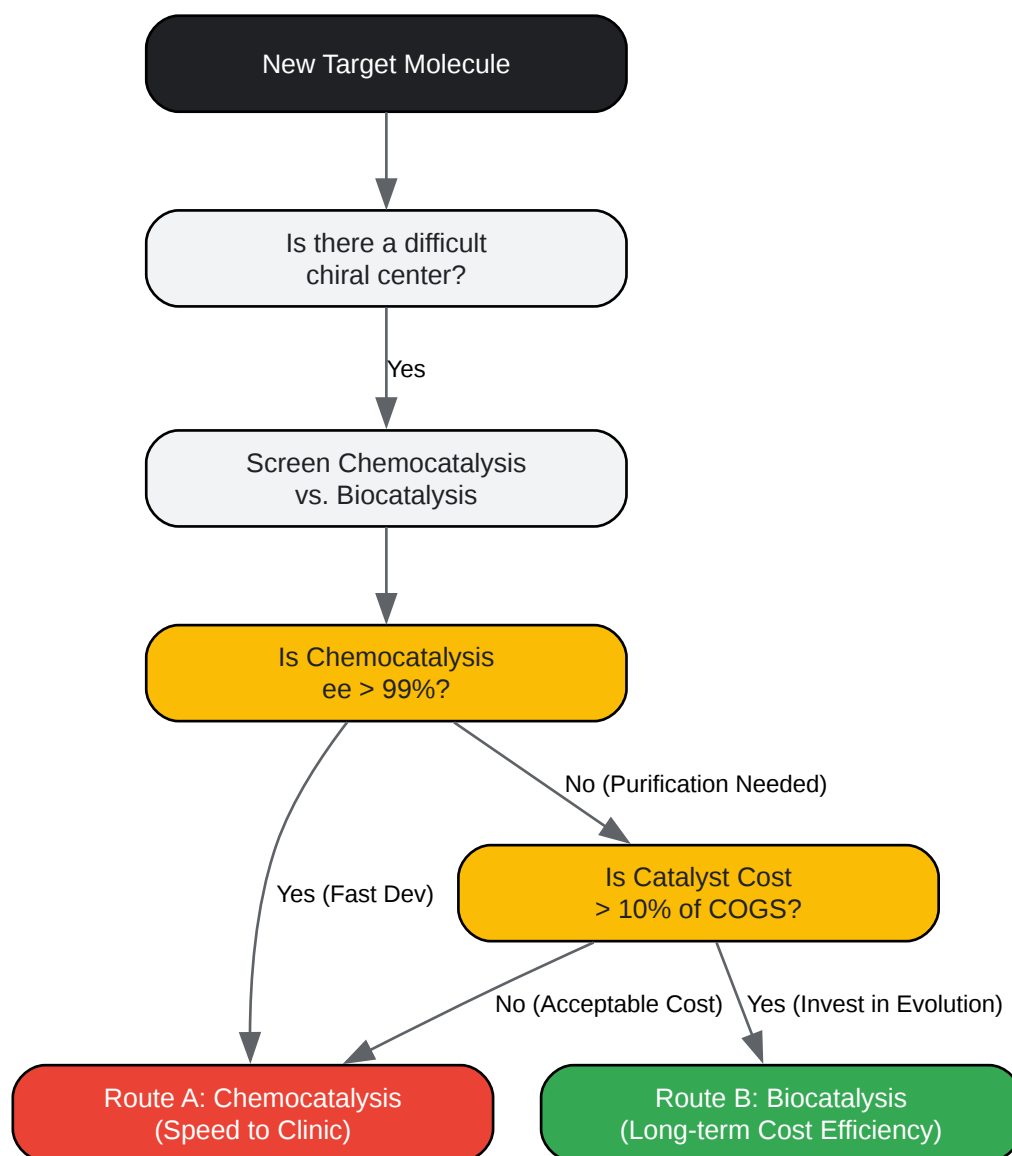 New Target Molecule
Is there a difficult
chiral center?
Yes
Screen Chemocatalysis
vs. Biocatalysis
Is Chemocatalysis
ee > 99%?
No (Purification Needed)
Is Catalyst Cost
> 10% of COGS?
Yes (Fast Dev)
No (Acceptable Cost)
Yes (Invest in Evolution)
Route A: Chemocatalysis
(Speed to Clinic)
Route B: Biocatalysis
(Long-term Cost Efficiency)